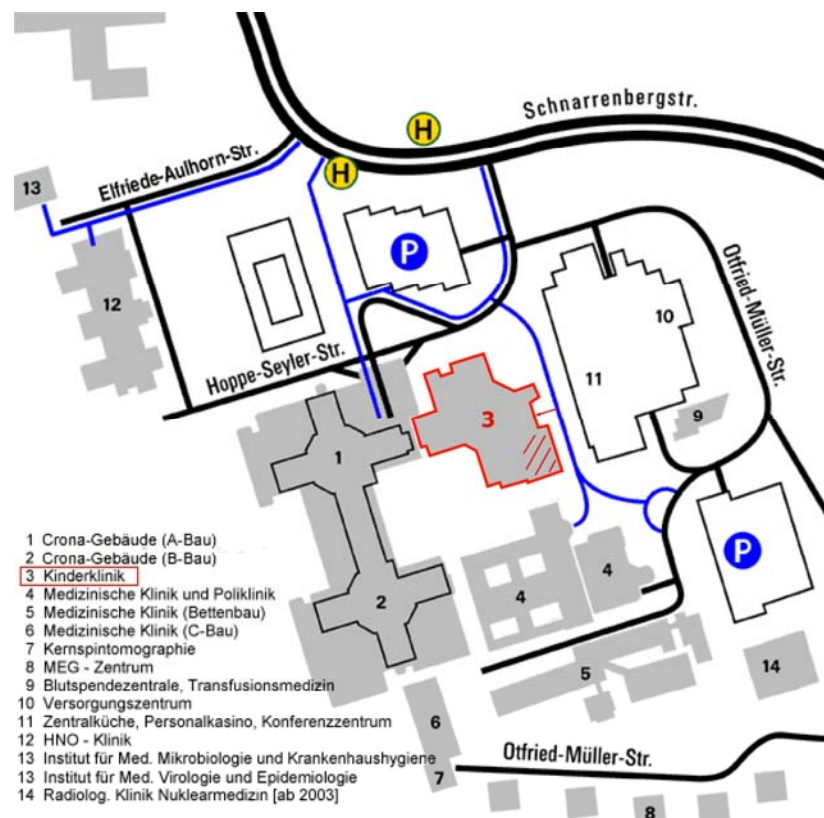 H
Schnarrenbergstr.
H
Elfriede-Aulhorn-Str.
13
P
12
10
Otfried-Müller-Str.
Hoppe-Seyler-Str.
11
3
9
1
1 Crona-Gebäude (A-Bau)
2 Crona-Gebäude (B-Bau)
3 Kinderklinik
4 Medizinische Klinik und Poliklinik
5 Medizinische Klinik (Bettenbau)
6 Medizinische Klinik (C-Bau)
7 Kernspintomographie
8 MEG - Zentrum
9 Blutspendezentrale, Transfusionsmedizin
10 Versorgungszentrum
11 Zentralküche, Personalkasino, Konferenzzentrum
12 HNO - Klinik
13 Institut für Med. Mikrobiologie und Krankenhaushygiene
13 Institut für Med. Virologie und Epidemiologie
14 Radiolog. Klinik Nuklearmedizin [ab 2003]
P
4
4
2
5
14
6
Otfried-Müller-Str.
7
8